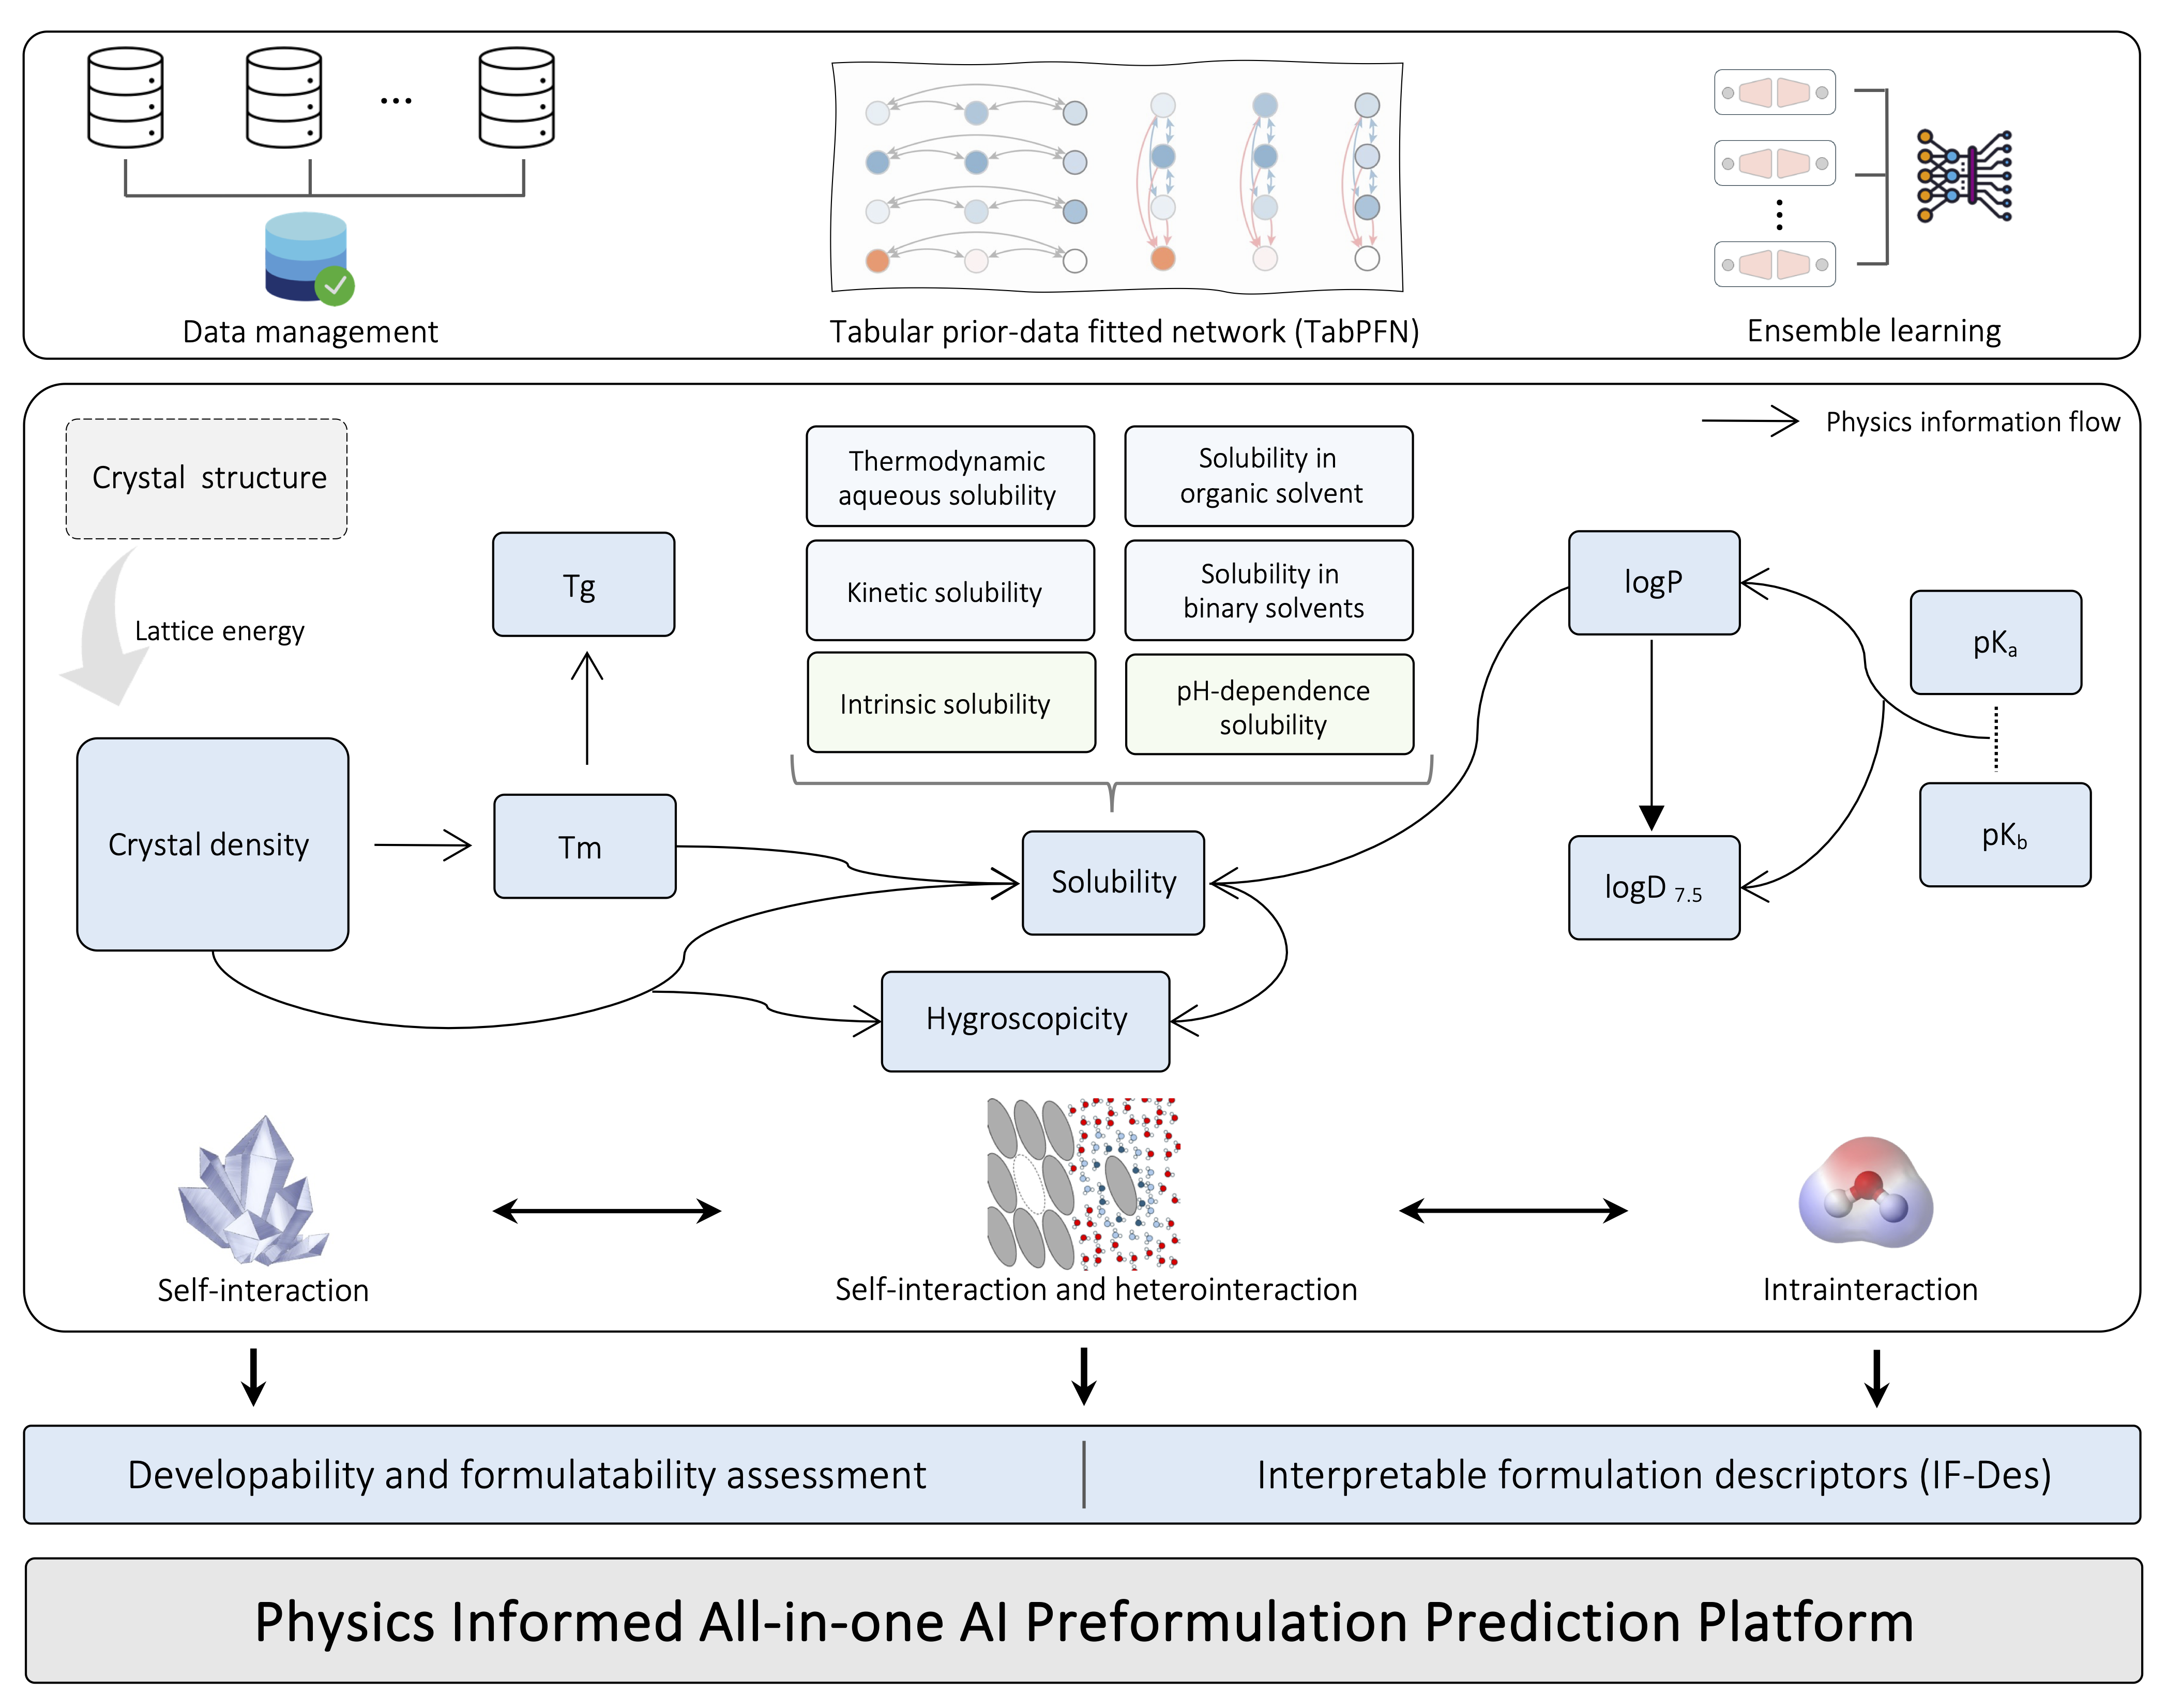 Data management
Tabular prior-data fitted network (TabPFN)
Ensemble learning
Physics information flow
Crystal structure
Lattice energy
Crystal density
Tg
Tm
Thermodynamic
aqueous solubility
Solubility in
organic solvent
Kinetic solubility
Solubility in
binary solvents
Intrinsic solubility
pH-dependence
solubility
Solubility
Hygroscopicity
logP
logD 7.5
pKa
pKb
Self-interaction
Self-interaction and heterointeraction
Intrainteraction
Developability and formulatability assessment
Interpretable formulation descriptors (IF-Des)
Physics Informed All-in-one AI Preformulation Prediction Platform